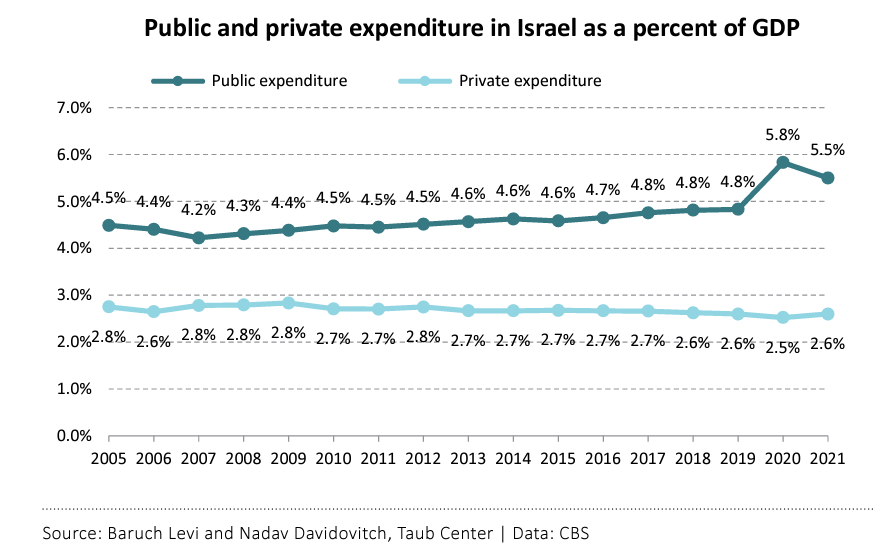 Public and private expenditure in Israel as a percent of GDP
Public expenditure Private expenditure
7.0%
6.0%
5.0%
4.0%
3.0%
2.0%
1.0%
0.0%
4.5% 4.4% 4.2% 4.3% 4.4% 4.5% 4.5% 4.5% 4.6% 4.6% 4.6% 4.7% 4.8% 4.8% 4.8% 5.8% 5.5%
2.8% 2.6% 2.8% 2.8% 2.8% 2.7% 2.7% 2.8% 2.7% 2.7% 2.7% 2.7% 2.7% 2.6% 2.6% 2.5% 2.6%
2005 2006 2007 2008 2009 2010 2011 2012 2013 2014 2015 2016 2017 2018 2019 2020 2021
Source: Baruch Levi and Nadav Davidovitch, Taub Center | Data: CBS